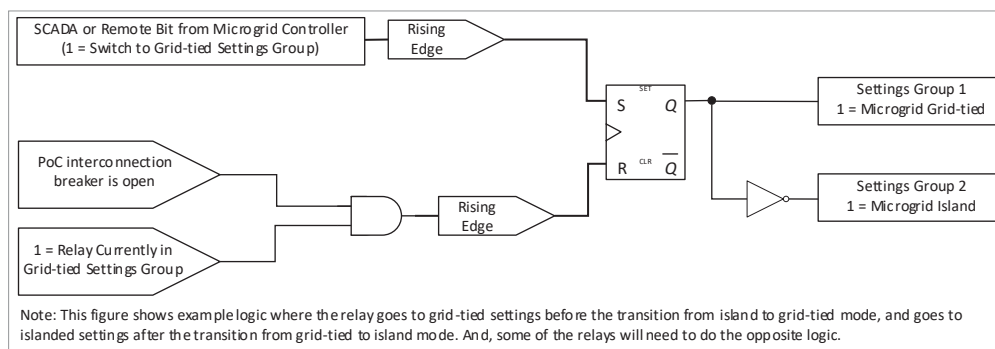 SCADA or Remote Bit from Microgrid Controller
(1 = Switch to Grid-tied Settings Group)
Rising
Edge
SET
S
Q
CLR
R
Q
Settings Group 1
1 = Microgrid Grid-tied
Settings Group 2
1 = Microgrid Island
PoC interconnection
breaker is open
1 = Relay Currently in
Grid-tied Settings Group
Rising
Edge
Note: This figure shows example logic where the relay goes to grid-tied settings before the transition from island to grid-tied mode, and goes to
islanded settings after the transition from grid-tied to island mode. And, some of the relays will need to do the opposite logic.